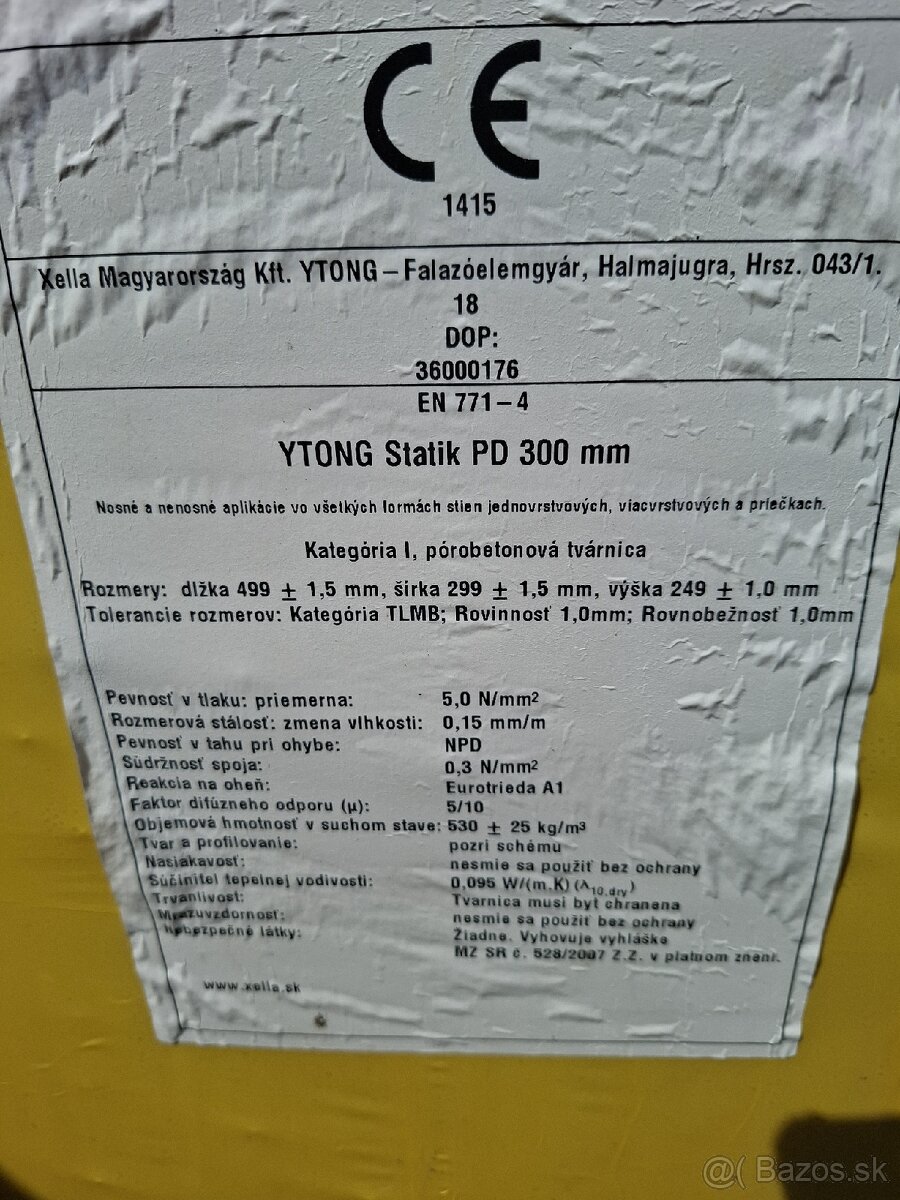 CE
1415
Xella Magyarország Kft. YTONG – Falazóelemgyár, Halmajugra, Hrsz. 043/1.
18
DOP:
36000176
EN 771–4
YTONG Statik PD 300 mm
Nosné a nenosné aplikácie vo všetkých formách stien jednovrstvových, viacvrstvových a priečkach.
Kategória I, pórobetonová tvárnica
Rozmery: dlžka 499 ± 1,5 mm, šírka 299 ± 1,5 mm, výška 249 ± 1,0 mm
Tolerancie rozmerov: Kategória TLMB; Rovinnosť 1,0mm; Rovnobežnosť 1,0mm
Pevnosť v tlaku: priemerna: 5,0 N/mm²
Rozmerová stálosť: zmena vlhkosti: 0,15 mm/m
Pevnosť v tahu pri ohybe: NPD
Súdržnosť spoja: 0,3 N/mm²
Reakcia na oheň: Eurotrieda A1
Faktor difúzneho odporu (μ): 5/10
Objemová hmotnosť v suchom stave: 530 ± 25 kg/m³
Tvar a profilovanie: pozri schému
Nasiakavosť: nesmie sa použiť bez ochrany
Súčinitel tepelnej vodivosti: 0,095 W/(m.K) (λ10,dry)
Trvanlivosť: Tvarnica musí byť chranena
Mrazuvzdornosť: nesmie sa použiť bez ochrany
Nebezpečné látky: Žiadne. Vyhovuje vyhláške
MZ SR č. 528/2007 Z.Z. v platnom znení.
www.xella.sk
@( Bazos.sk